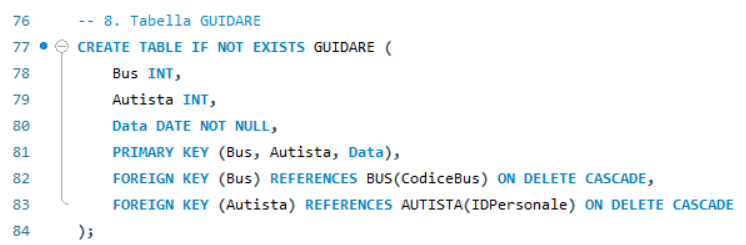 76 -- 8. Tabella GUIDARE
77 CREATE TABLE IF NOT EXISTS GUIDARE (
78 Bus INT,
79 Autista INT,
80 Data DATE NOT NULL,
81 PRIMARY KEY (Bus, Autista, Data),
82 FOREIGN KEY (Bus) REFERENCES BUS(CodiceBus) ON DELETE CASCADE,
83 FOREIGN KEY (Autista) REFERENCES AUTISTA(IDPersonale) ON DELETE CASCADE
84 );